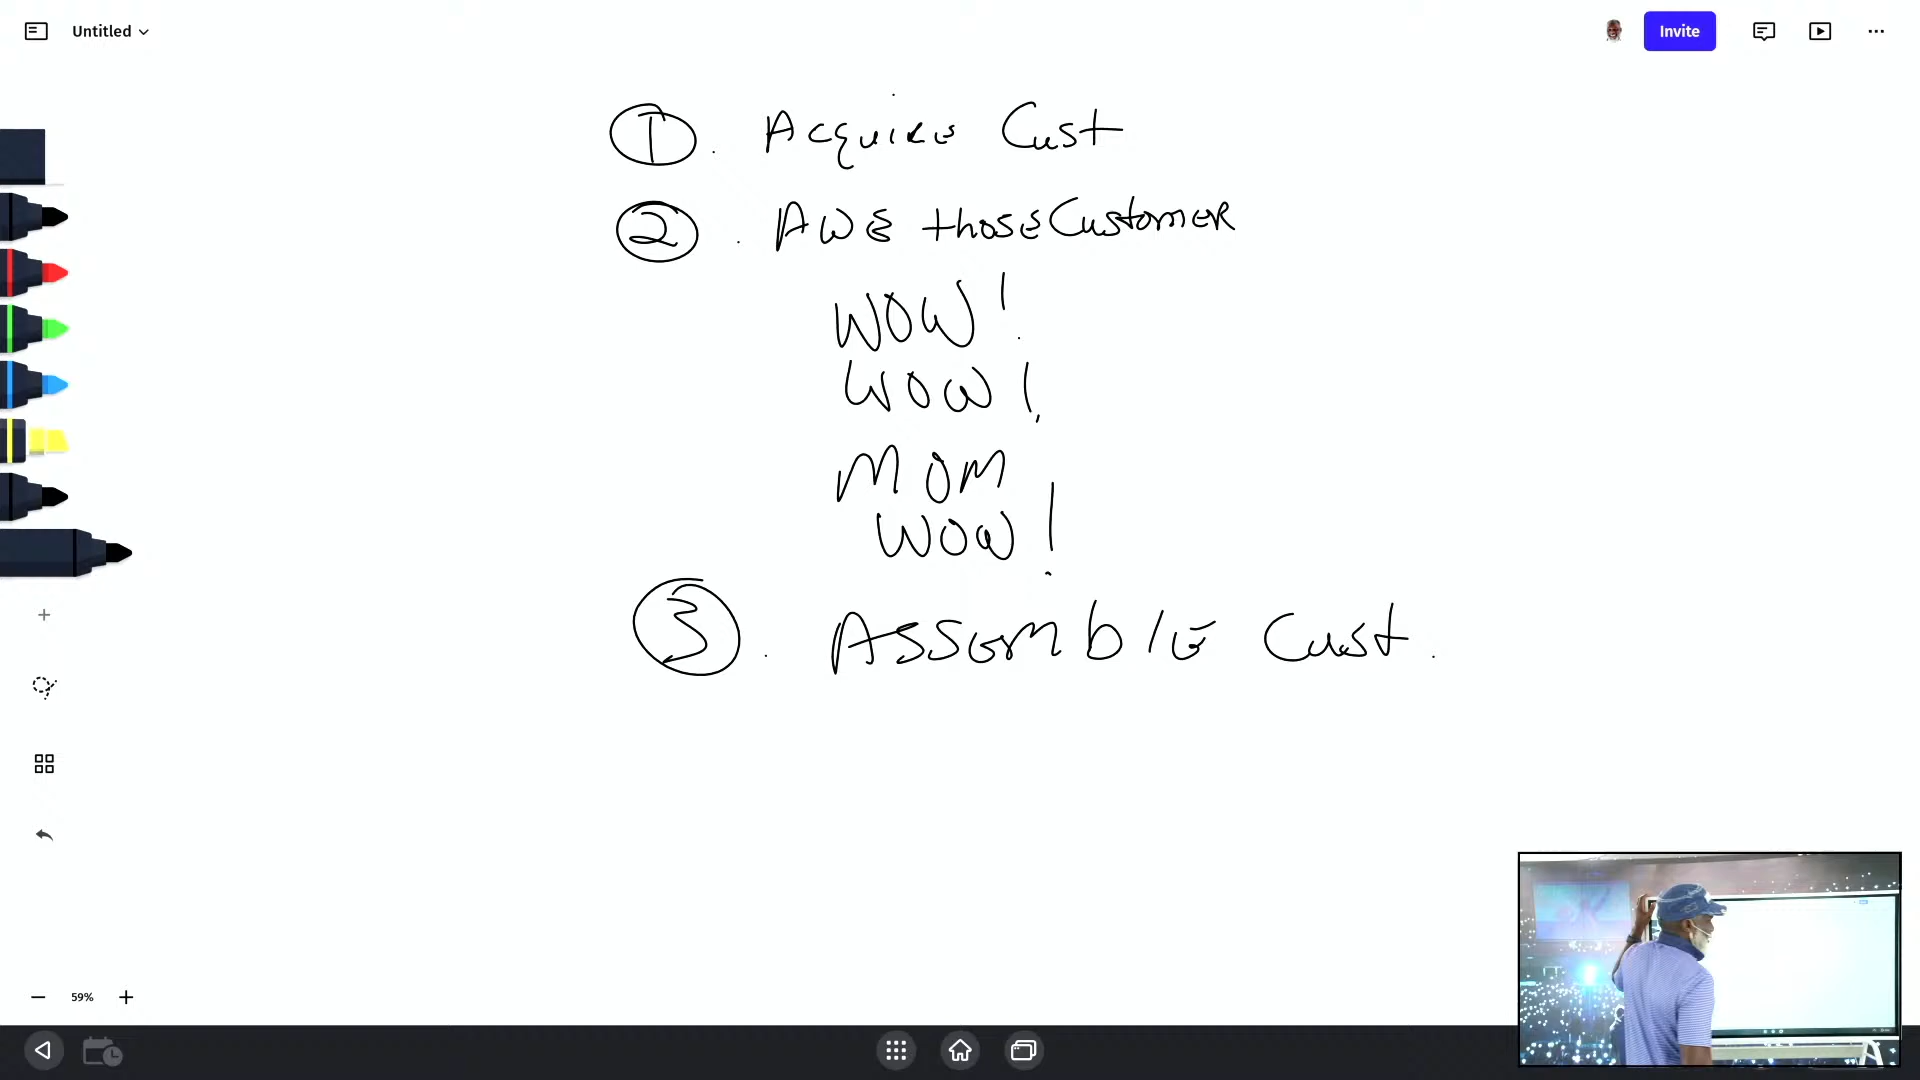 Untitled
Invite
1. Acquire Cust
2. AWE those Customer
WOW!
WOW!
MOM
WOW!
3. Assemble Cust.
59%